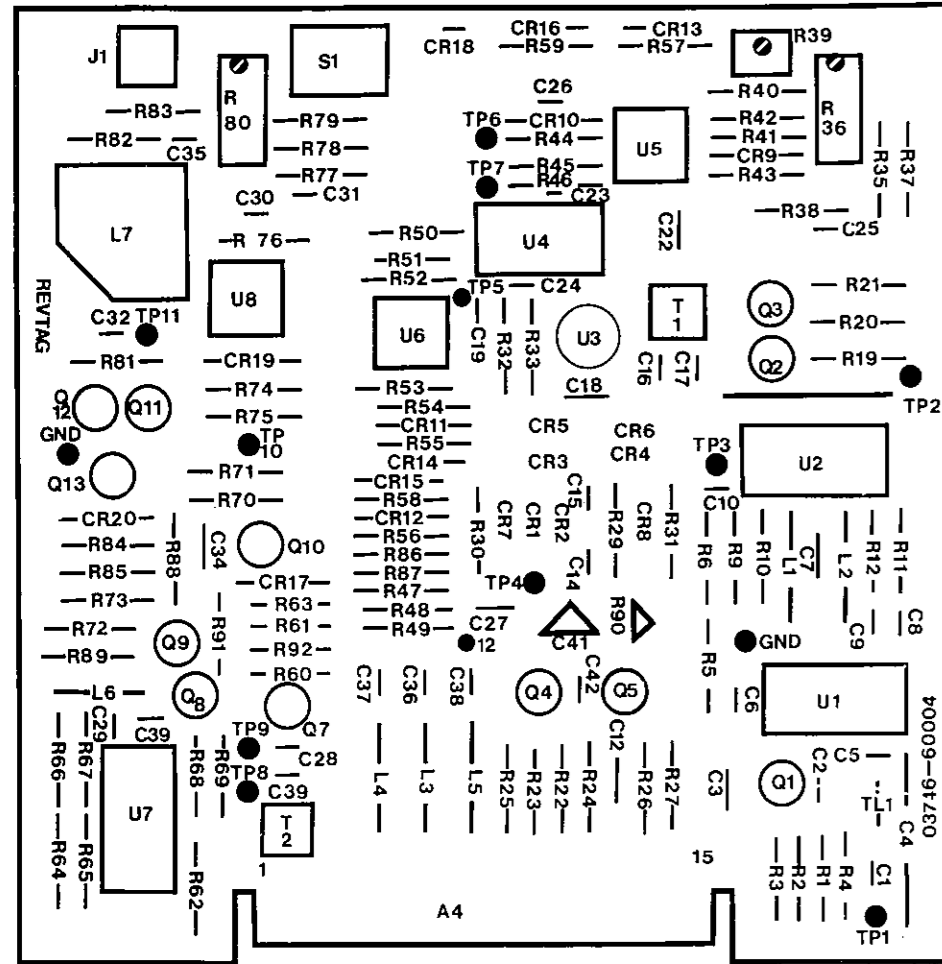 CR16
CR13
CR18
R59
R57
R39
J1
S1
R
80
R
36
R83
R82
C35
R79
R78
R77
C31
C26
TP6
CR10
R44
TP7
R45
R46
C23
U5
R40
R42
R41
CR9
R43
R35
R37
L7
C30
R 76
R50
R51
R52
U4
C22
R38
C25
REVTAG
C32
TP11
U8
TP5
C24
U6
C19
R32
R33
U3
T
1
Q3
Q2
R21
R20
R19
R81
CR19
R74
R75
C16
C17
C18
TP2
Q
12
Q11
GND
Q13
TP
10
R71
R70
R53
R54
CR11
R55
CR14
CR15
R58
CR12
R56
R86
R87
R47
R48
R49
CR5
CR3
CR6
CR4
TP3
U2
C10
CR20
R84
R85
R73
R72
R89
R88
C34
Q10
CR17
R63
R61
R92
R60
R91
Q9
Q8
Q7
R30
CR7
CR1
CR2
C15
C14
R29
CR8
R31
TP4
C27
12
C41
R90
R6
R9
R10
L1
C7
L2
R12
R11
C9
C8
GND
R5
C6
U1
L6
C29
C39
R66
R67
R64
R65
U7
R68
R69
R62
TP9
TP8
C28
C39
T
2
C37
C36
C38
L4
L3
L5
Q4
C42
Q5
C12
R25
R23
R22
R24
R26
R27
C3
Q1
C2
C5
TL1
C4
03746-60004
R3
R2
R1
R4
C1
TP1
1
15
A4